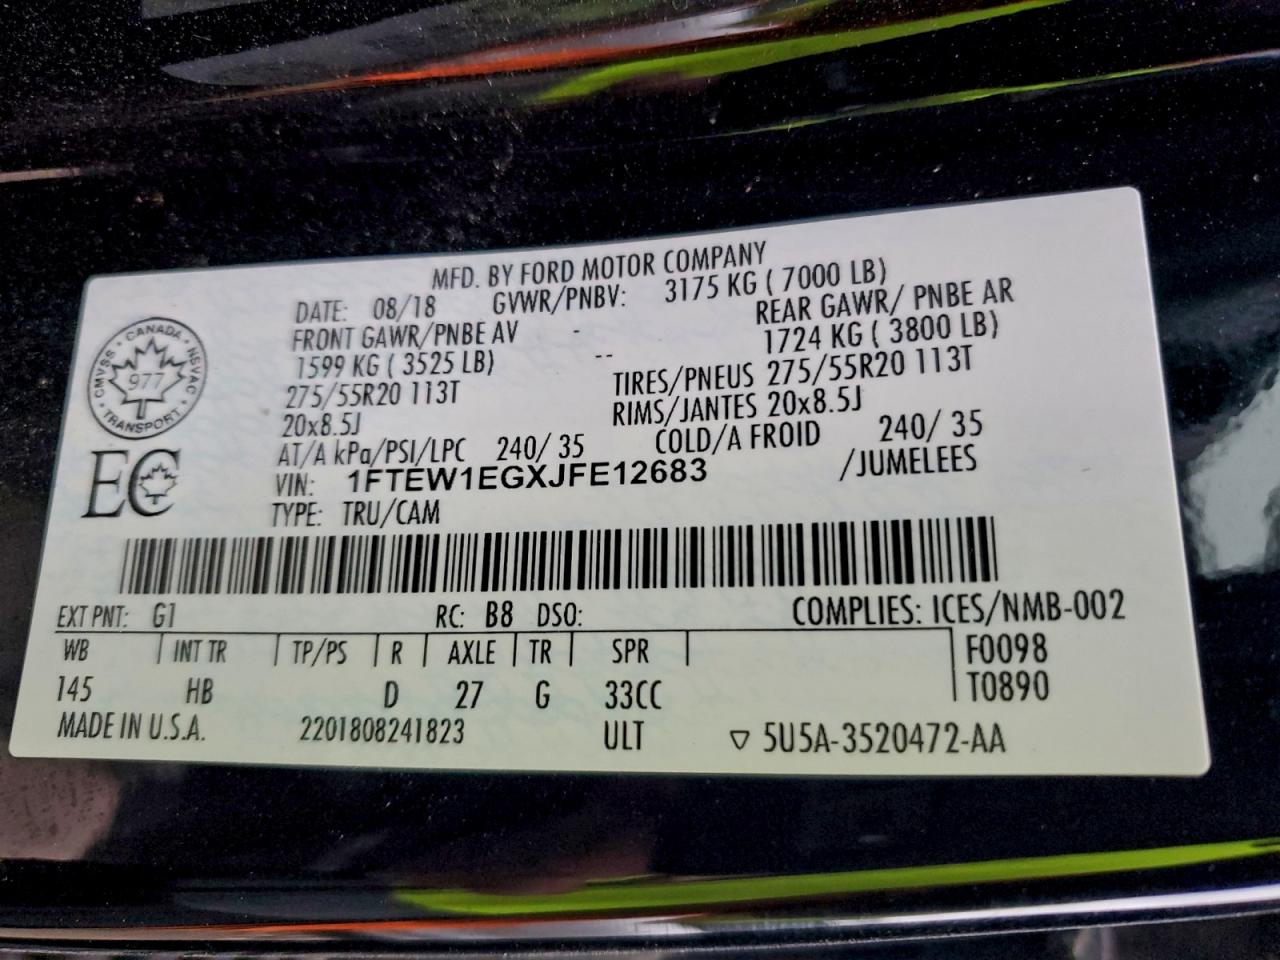 MFD. BY FORD MOTOR COMPANY
DATE: 08/18 GVWR/PNBV: 3175 KG ( 7000 LB)
FRONT GAWR/PNBE AV - REAR GAWR/ PNBE AR
1599 KG ( 3525 LB) -- 1724 KG ( 3800 LB)
275/55R20 113T TIRES/PNEUS 275/55R20 113T
20x8.5J RIMS/JANTES 20x8.5J
AT/A kPa/PSI/LPC 240/ 35 COLD/A FROID 240/ 35
VIN: 1FTEW1EGXJFE12683 /JUMELEES
TYPE: TRU/CAM
CANADA
CMVSS 977 NSVAC
TRANSPORT
EC
EXT PNT: G1 RC: B8 DSO: COMPLIES: ICES/NMB-002
WB | INT TR | TP/PS | R | AXLE | TR | SPR | F0098
145 HB D 27 G 33CC T0890
MADE IN U.S.A. 2201808241823 ULT ▽ 5U5A-3520472-AA